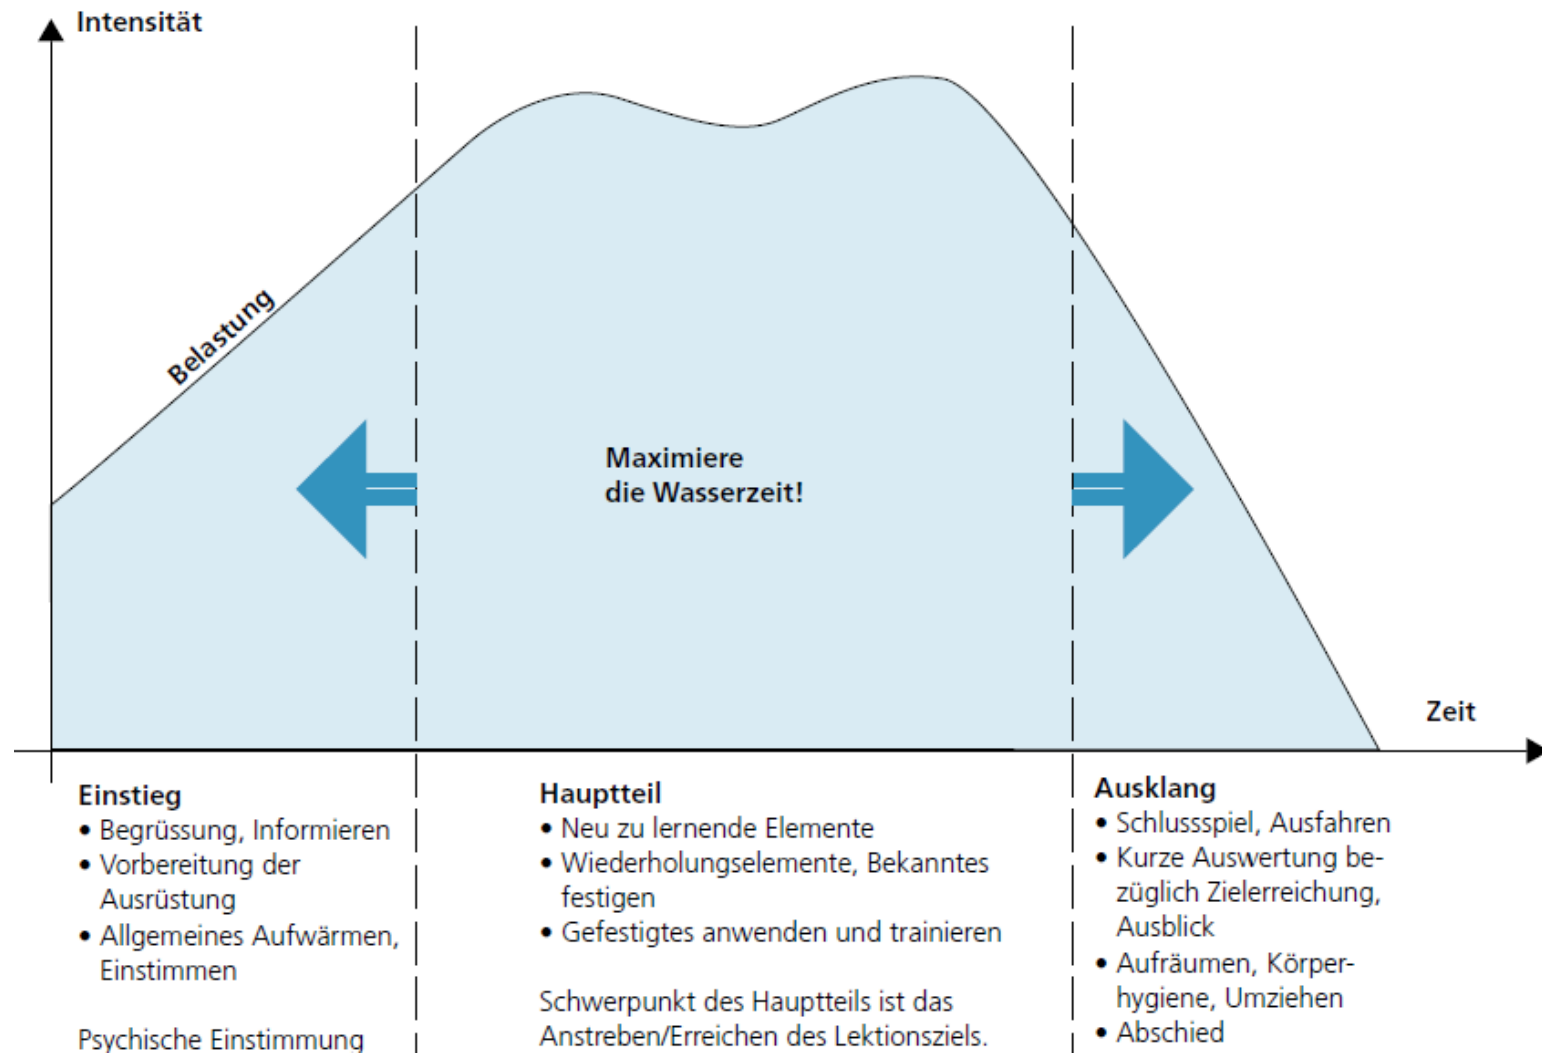 Intensität
Belastung
Maximiere
die Wasserzeit!
Zeit
Einstieg
• Begrüssung, Informieren
• Vorbereitung der
Ausrüstung
• Allgemeines Aufwärmen,
Einstimmen
Psychische Einstimmung
Hauptteil
• Neu zu lernende Elemente
• Wiederholungselemente, Bekanntes
festigen
• Gefestigtes anwenden und trainieren
Schwerpunkt des Hauptteils ist das
Anstreben/Erreichen des Lektionsziels.
Ausklang
• Schlussspiel, Ausfahren
• Kurze Auswertung be-
züglich Zielerreichung,
Ausblick
• Aufräumen, Körper-
hygiene, Umziehen
• Abschied